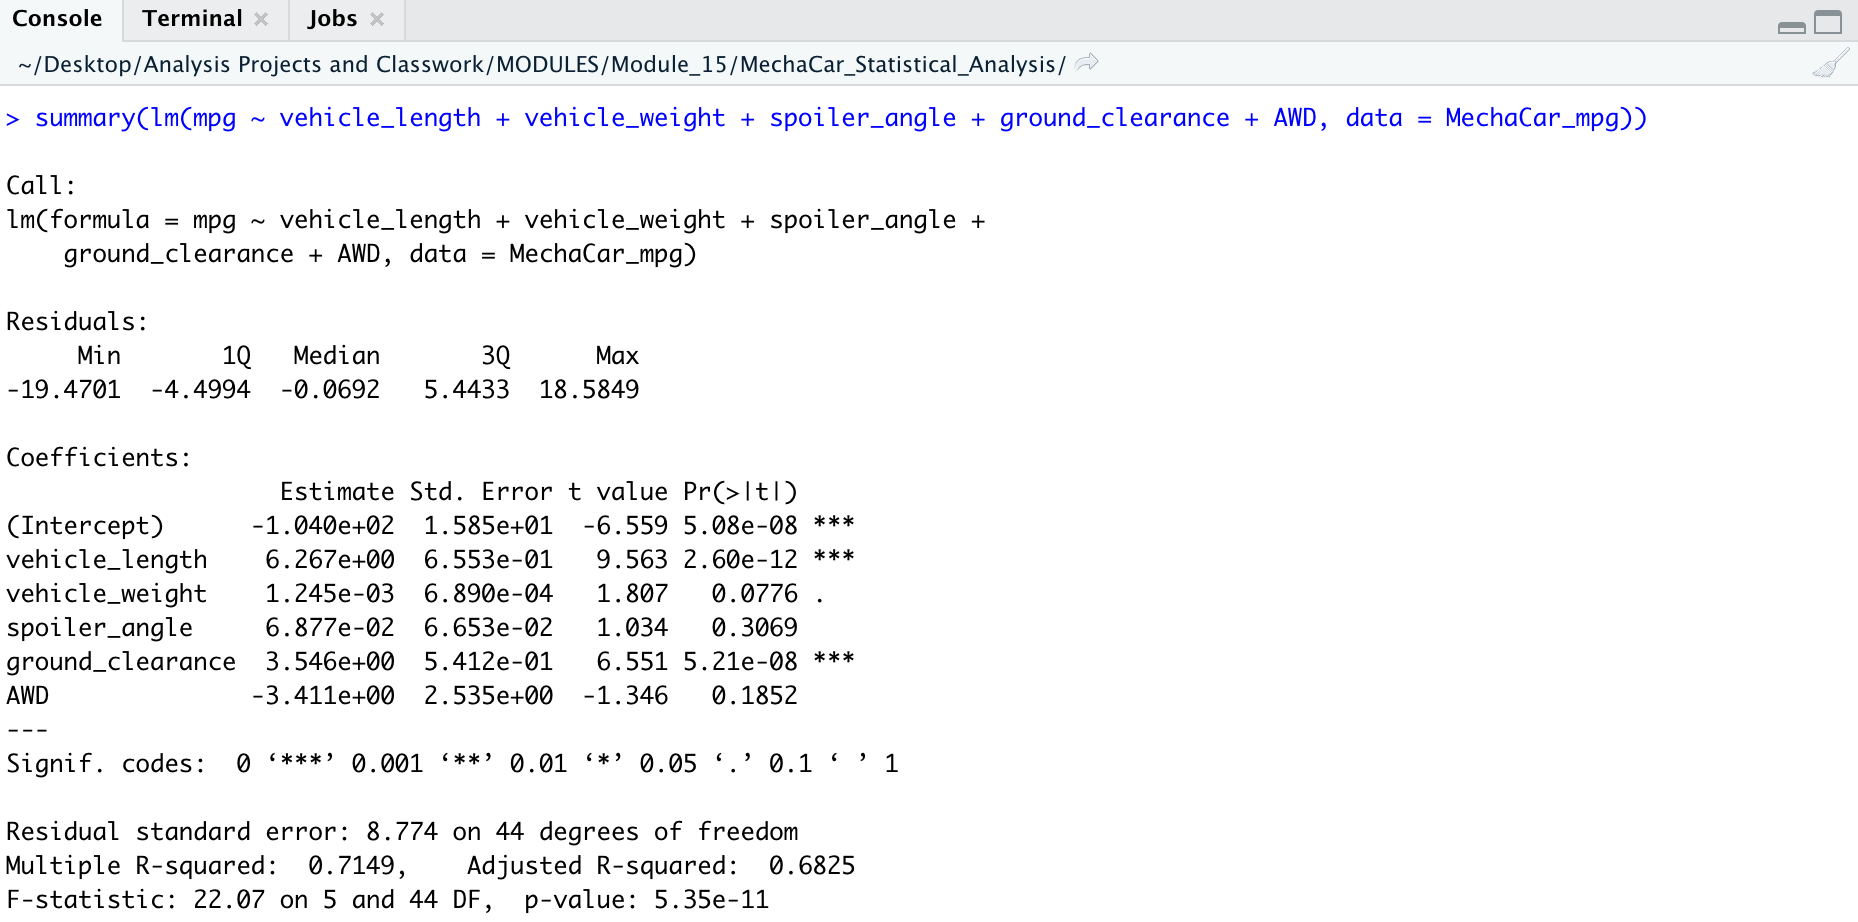 Console Terminal Jobs
~/Desktop/Analysis Projects and Classwork/MODULES/Module_15/MechaCar_Statistical_Analysis/
> summary(lm(mpg ~ vehicle_length + vehicle_weight + spoiler_angle + ground_clearance + AWD, data = MechaCar_mpg))

Call:
lm(formula = mpg ~ vehicle_length + vehicle_weight + spoiler_angle +
    ground_clearance + AWD, data = MechaCar_mpg)

Residuals:
     Min       1Q   Median       3Q      Max
-19.4701  -4.4994  -0.0692   5.4433  18.5849

Coefficients:
                   Estimate Std. Error t value Pr(>|t|)
(Intercept)      -1.040e+02  1.585e+01  -6.559 5.08e-08 ***
vehicle_length    6.267e+00  6.553e-01   9.563 2.60e-12 ***
vehicle_weight    1.245e-03  6.890e-04   1.807   0.0776 .
spoiler_angle     6.877e-02  6.653e-02   1.034   0.3069
ground_clearance  3.546e+00  5.412e-01   6.551 5.21e-08 ***
AWD              -3.411e+00  2.535e+00  -1.346   0.1852
---
Signif. codes:  0 ‘***’ 0.001 ‘**’ 0.01 ‘*’ 0.05 ‘.’ 0.1 ‘ ’ 1

Residual standard error: 8.774 on 44 degrees of freedom
Multiple R-squared:  0.7149,    Adjusted R-squared:  0.6825
F-statistic: 22.07 on 5 and 44 DF,  p-value: 5.35e-11